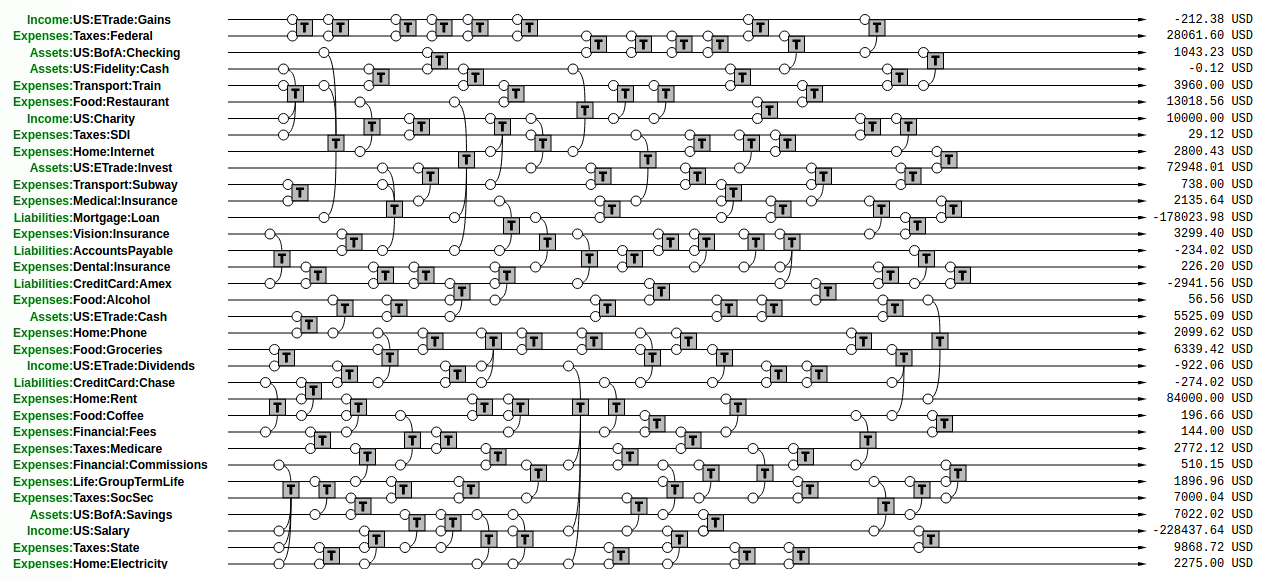 Income:US:ETrade:Gains -212.38 USD
Expenses:Taxes:Federal 28061.60 USD
Assets:US:BofA:Checking 1043.23 USD
Assets:US:Fidelity:Cash -0.12 USD
Expenses:Transport:Train 3960.00 USD
Expenses:Food:Restaurant 13018.56 USD
Income:US:Charity 10000.00 USD
Expenses:Taxes:SDI 29.12 USD
Expenses:Home:Internet 2800.43 USD
Assets:US:ETrade:Invest 72948.01 USD
Expenses:Transport:Subway 738.00 USD
Expenses:Medical:Insurance 2135.64 USD
Liabilities:Mortgage:Loan -178023.98 USD
Expenses:Vision:Insurance 3299.40 USD
Liabilities:AccountsPayable -234.02 USD
Expenses:Dental:Insurance 226.20 USD
Liabilities:CreditCard:Amex -2941.56 USD
Expenses:Food:Alcohol 56.56 USD
Assets:US:ETrade:Cash 5525.09 USD
Expenses:Home:Phone 2099.62 USD
Expenses:Food:Groceries 6339.42 USD
Income:US:ETrade:Dividends -922.06 USD
Liabilities:CreditCard:Chase -274.02 USD
Expenses:Home:Rent 84000.00 USD
Expenses:Food:Coffee 196.66 USD
Expenses:Financial:Fees 144.00 USD
Expenses:Taxes:Medicare 2772.12 USD
Expenses:Financial:Commissions 510.15 USD
Expenses:Life:GroupTermLife 1896.96 USD
Expenses:Taxes:SocSec 7000.04 USD
Assets:US:BofA:Savings 7022.02 USD
Income:US:Salary -228437.64 USD
Expenses:Taxes:State 9868.72 USD
Expenses:Home:Electricity 2275.00 USD